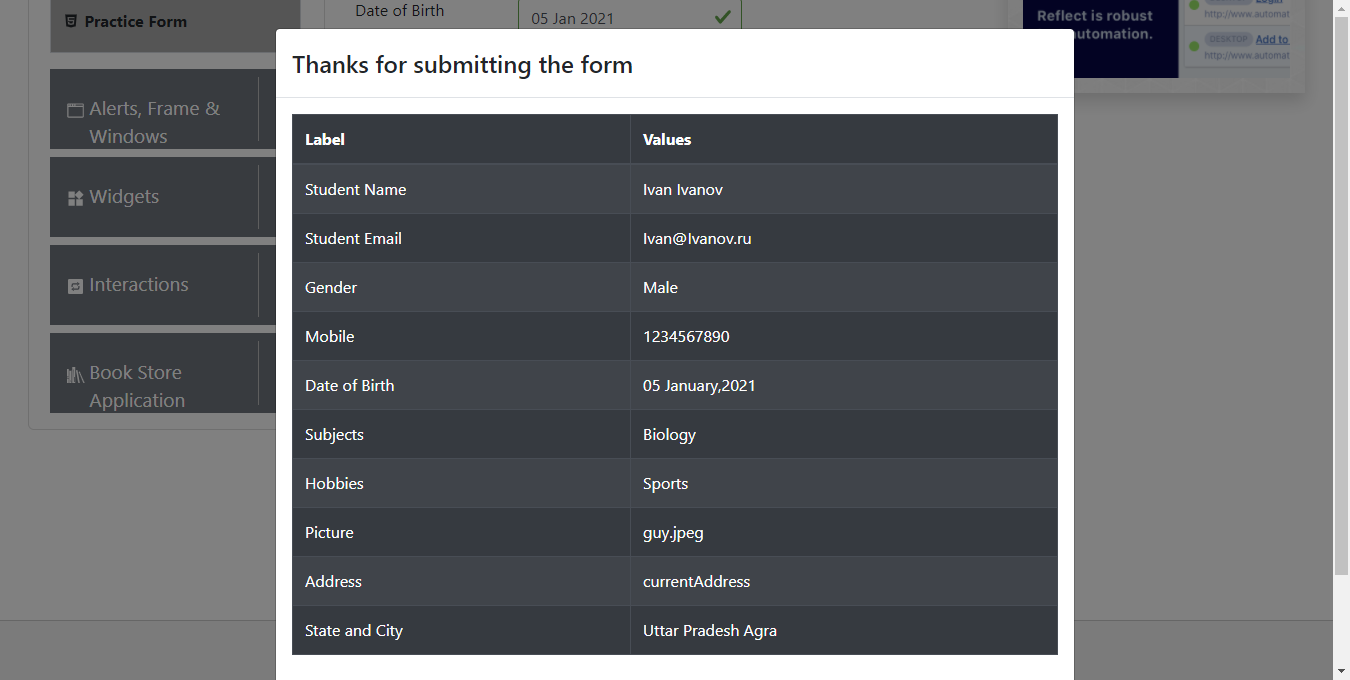 Practice Form
Alerts, Frame &
Windows
Widgets
Interactions
Book Store
Application
Date of Birth
05 Jan 2021
Thanks for submitting the form
Label Values
Student Name Ivan Ivanov
Student Email Ivan@Ivanov.ru
Gender Male
Mobile 1234567890
Date of Birth 05 January,2021
Subjects Biology
Hobbies Sports
Picture guy.jpeg
Address currentAddress
State and City Uttar Pradesh Agra
Reflect is robust
automation.
http://www.automat
DESKTOP Add to
http://www.automat